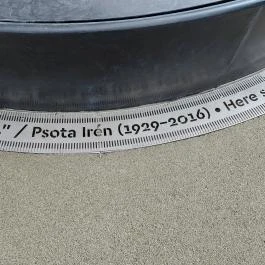 " / Psota Irén (1929–2016) • Here